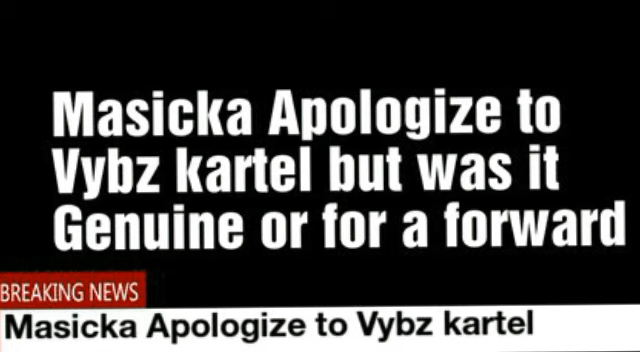 Masicka Apologize to
Vybz kartel but was it
Genuine or for a forward
BREAKING NEWS
Masicka Apologize to Vybz kartel